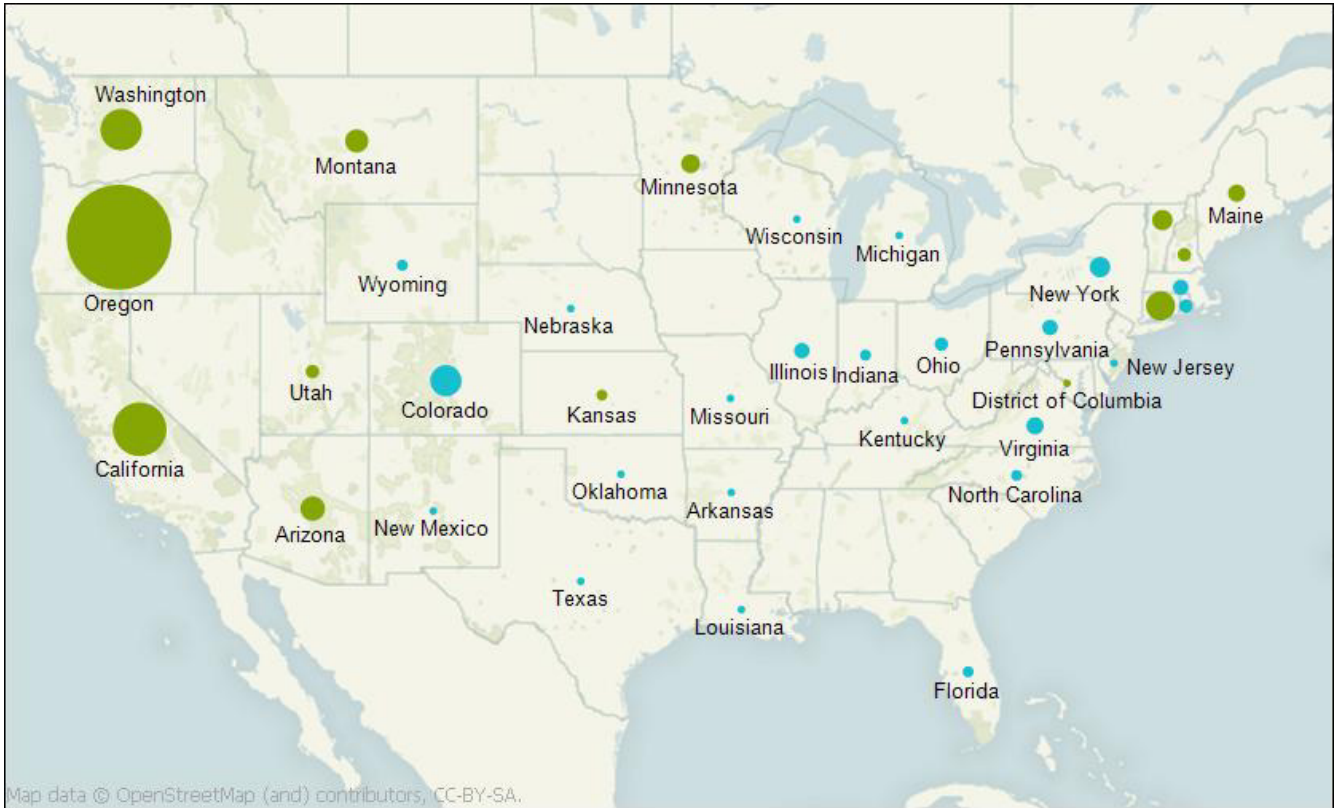 Washington
Montana
Minnesota
Maine
Oregon
Wyoming
Wisconsin
Michigan
New York
Nebraska
Utah
Colorado
Kansas
Missouri
Illinois
Indiana
Ohio
Pennsylvania
New Jersey
District of Columbia
Kentucky
Virginia
California
Arizona
New Mexico
Oklahoma
Arkansas
North Carolina
Texas
Louisiana
Florida
Map data © OpenStreetMap (and) contributors, CC-BY-SA.